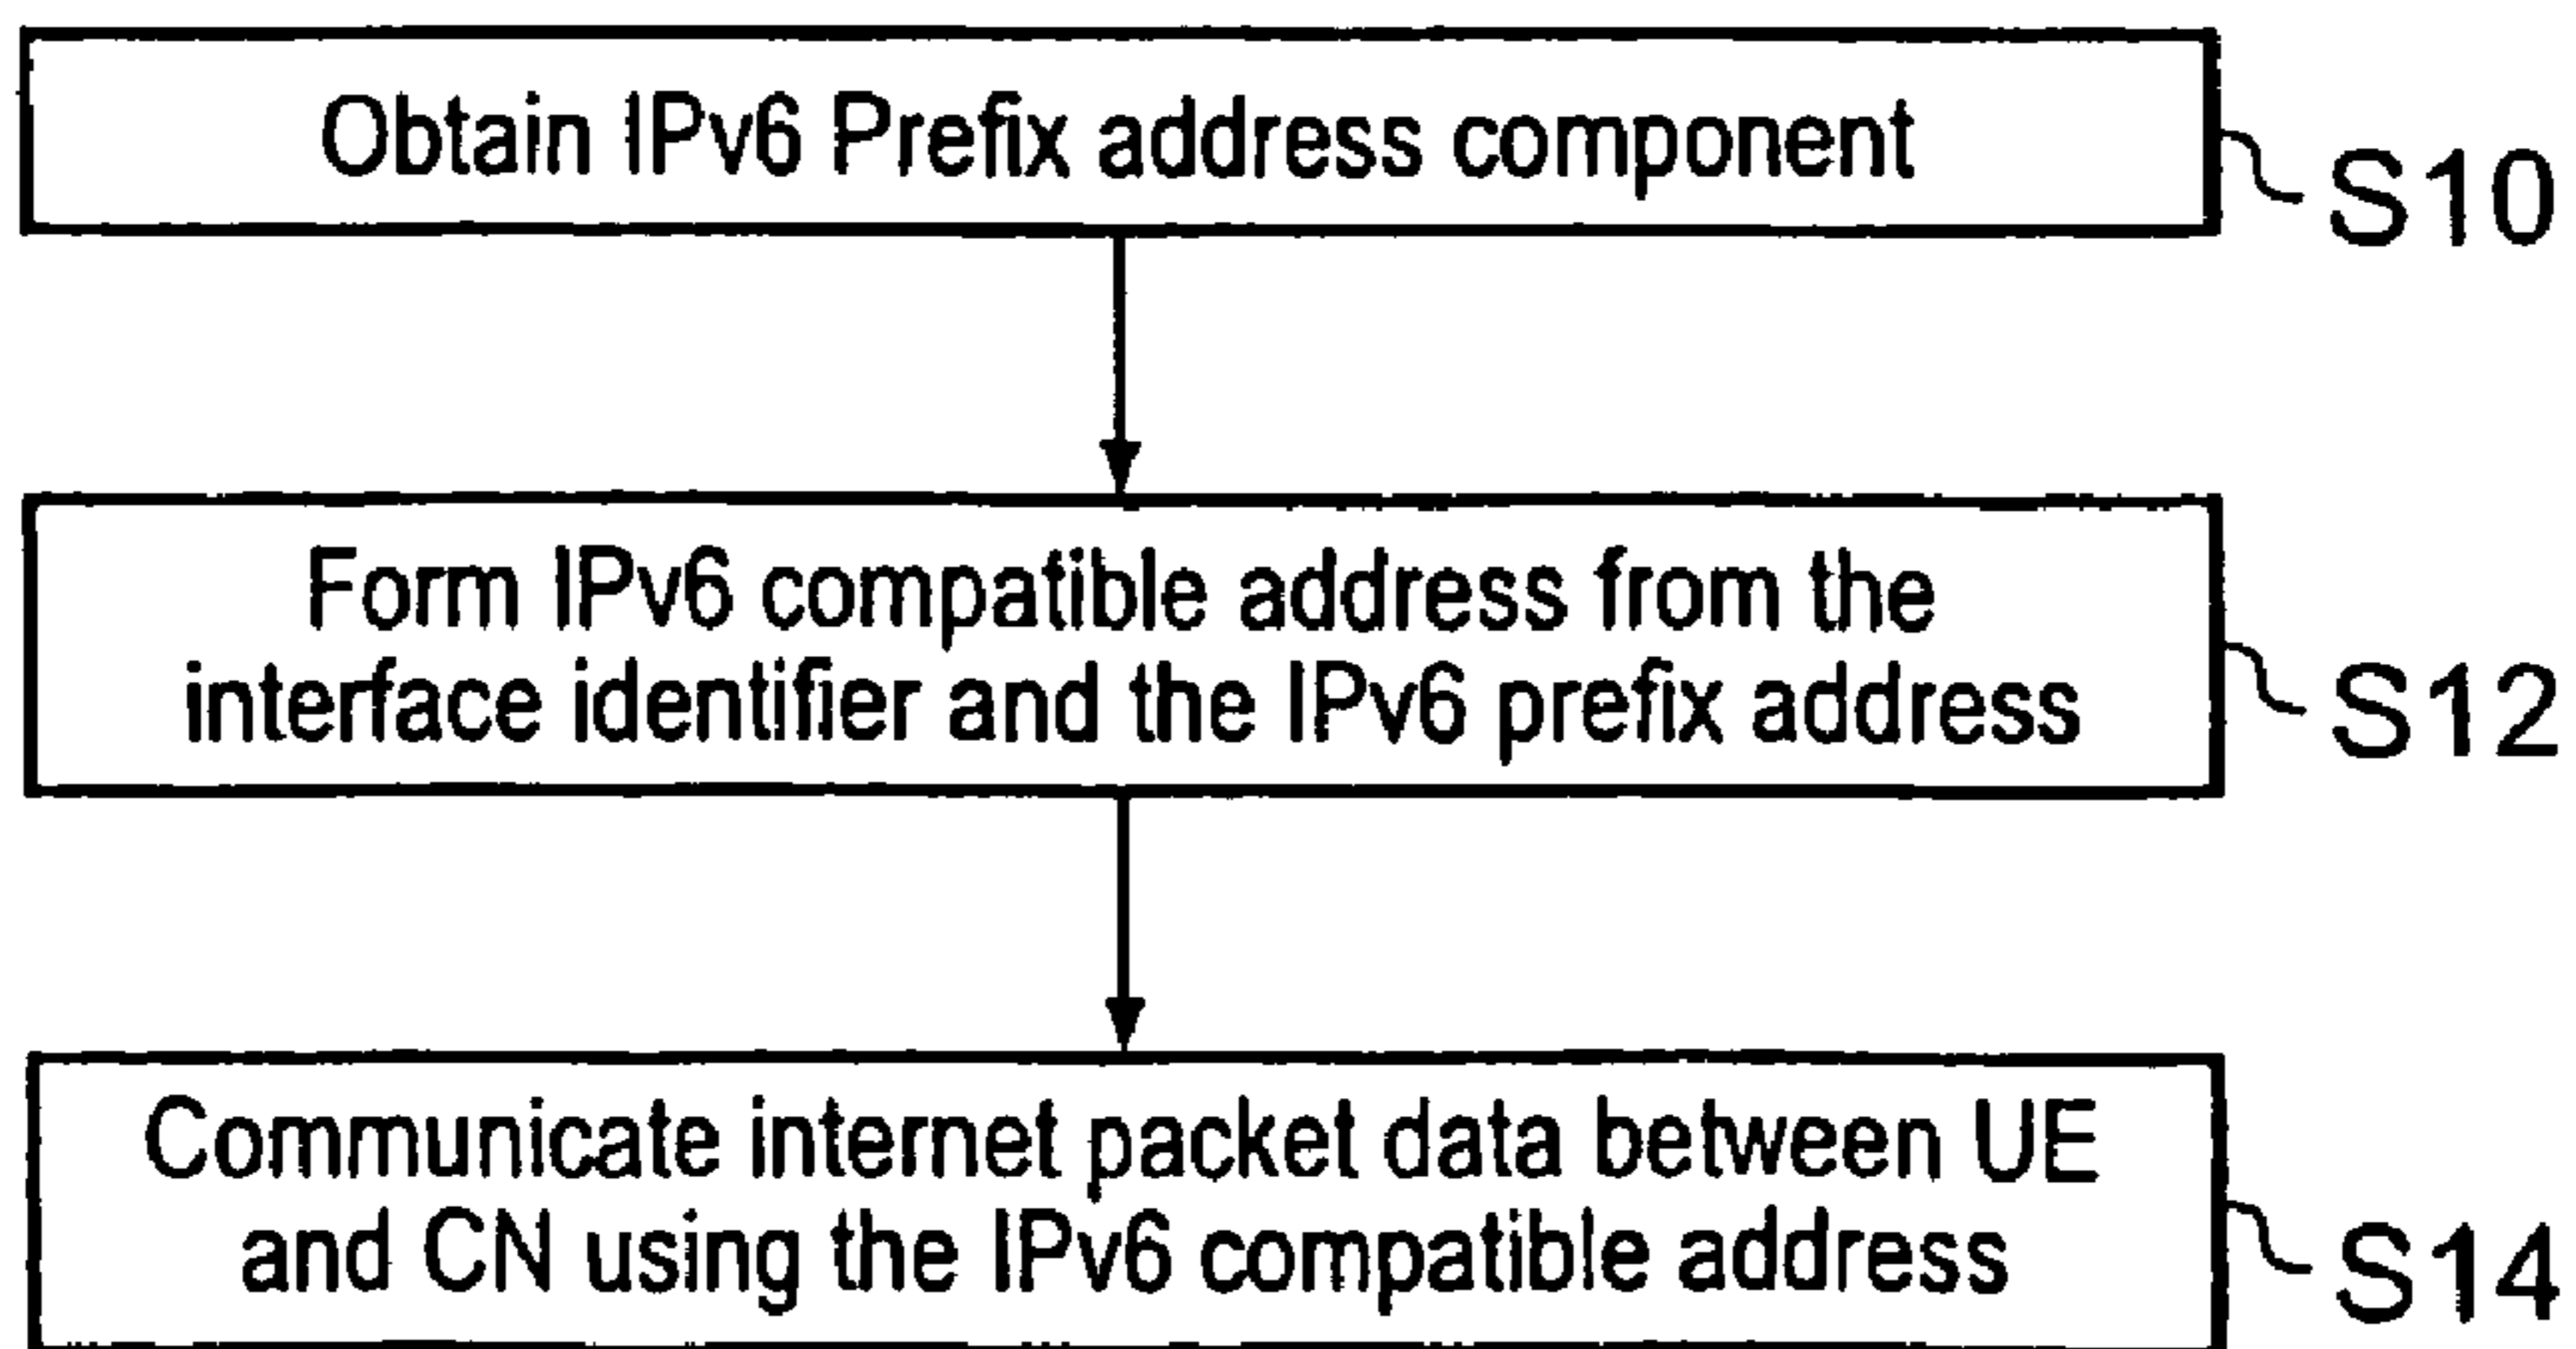 Obtain IPv6 Prefix address component
S10
Form IPv6 compatible address from the
interface identifier and the IPv6 prefix address
S12
Communicate internet packet data between UE
and CN using the IPv6 compatible address
S14